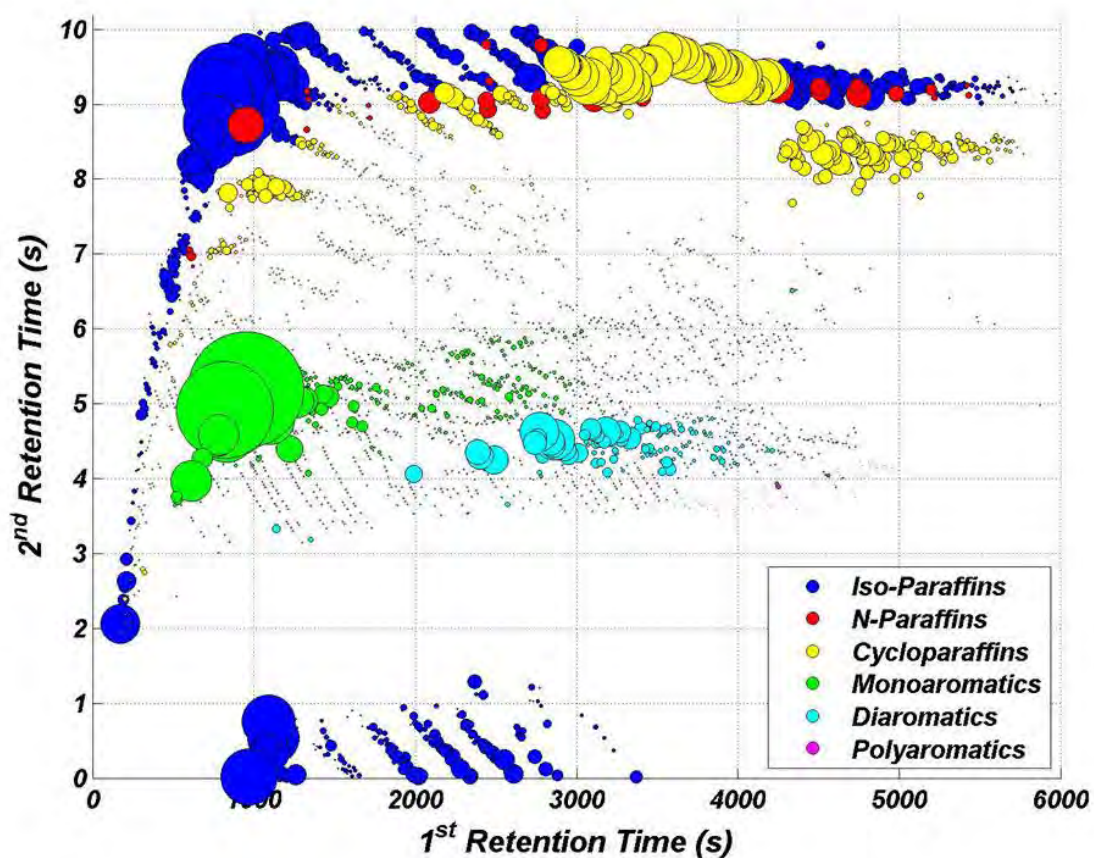 10
9
8
7
6
5
4
3
2
1
0
2nd Retention Time (s)
0 1000 2000 3000 4000 5000 6000
1st Retention Time (s)
Iso-Paraffins
N-Paraffins
Cycloparaffins
Monoaromatics
Diaromatics
Polyaromatics